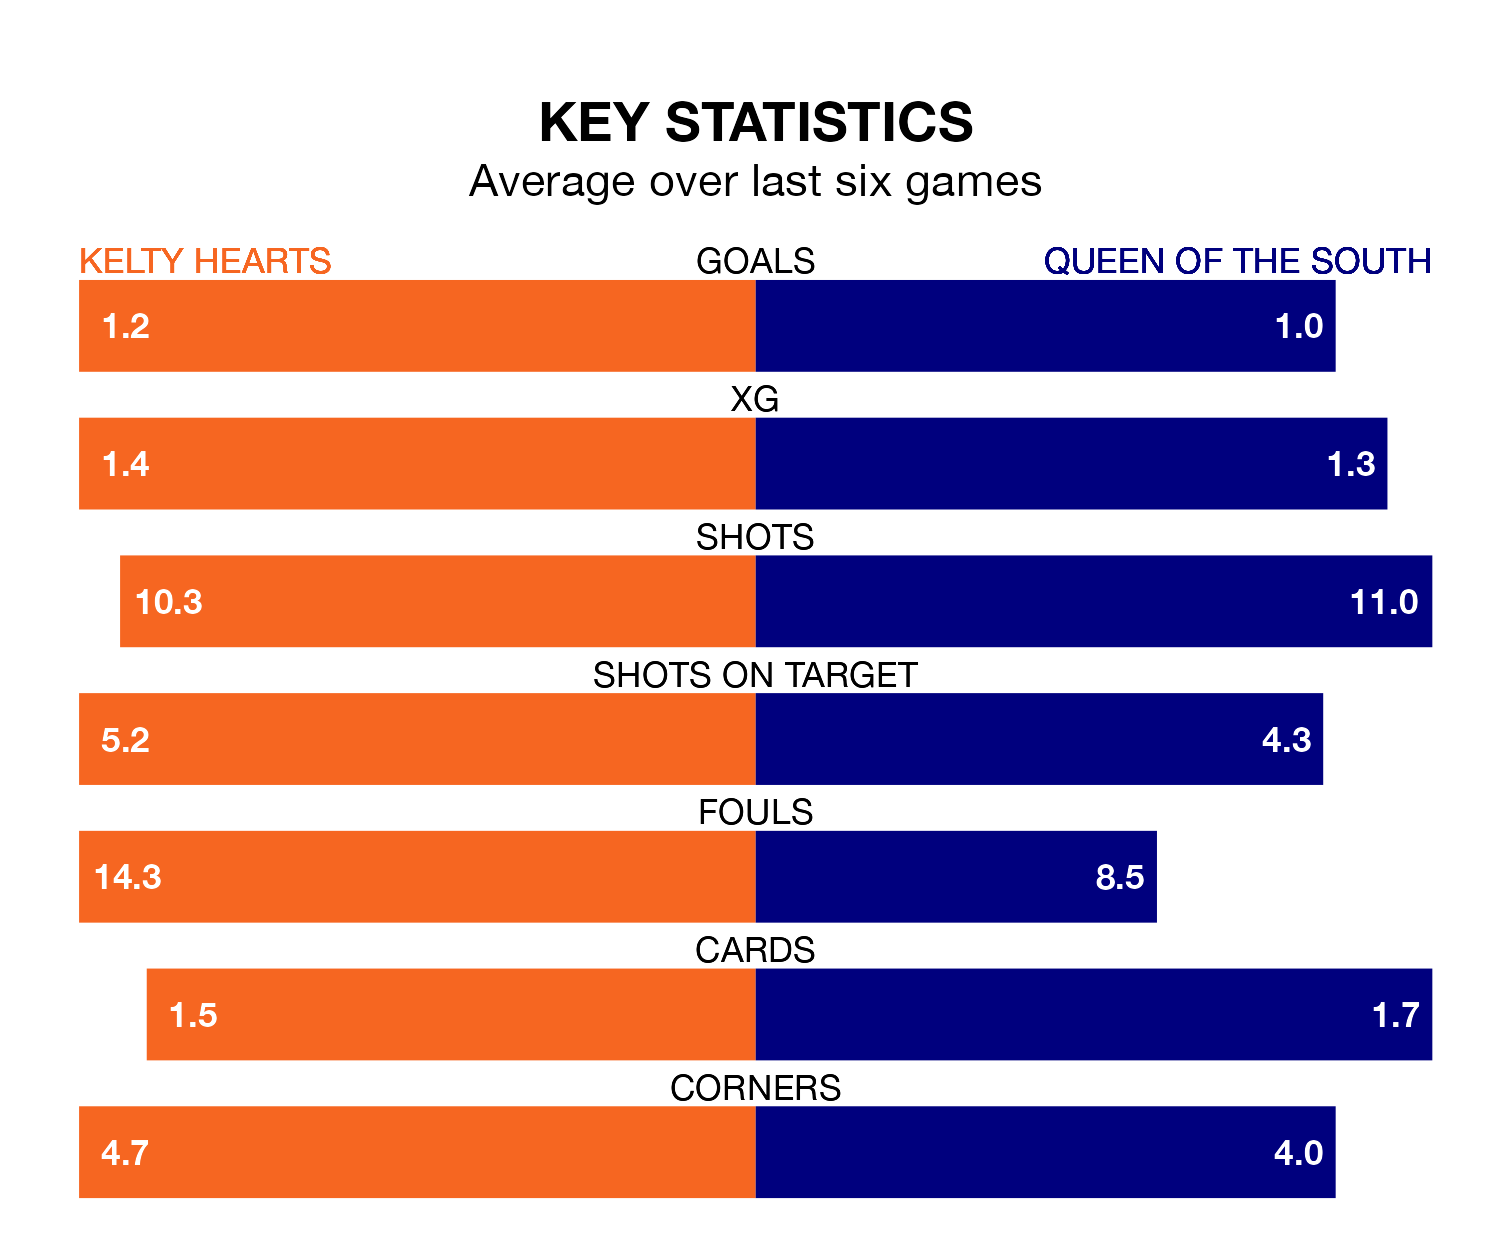 KEY STATISTICS
Average over last six games
KELTY HEARTS GOALS QUEEN OF THE SOUTH
1.2 1.0
XG
1.4 1.3
SHOTS
10.3 11.0
SHOTS ON TARGET
5.2 4.3
FOULS
14.3 8.5
CARDS
1.5 1.7
CORNERS
4.7 4.0